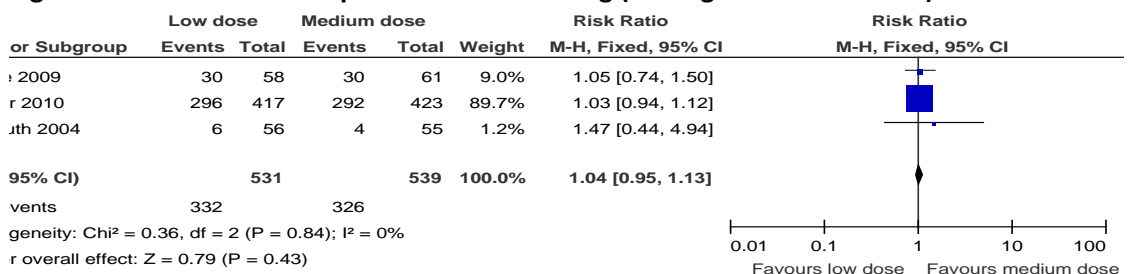 Low dose Medium dose Risk Ratio Risk Ratio
or Subgroup Events Total Events Total Weight M-H, Fixed, 95% CI M-H, Fixed, 95% CI
2009 30 58 30 61 9.0% 1.05 [0.74, 1.50]
r 2010 296 417 292 423 89.7% 1.03 [0.94, 1.12]
uth 2004 6 56 4 55 1.2% 1.47 [0.44, 4.94]
95% CI) 531 539 100.0% 1.04 [0.95, 1.13]
vents 332 326
geneity: Chi² = 0.36, df = 2 (P = 0.84); I² = 0%
r overall effect: Z = 0.79 (P = 0.43)
0.01 0.1 1 10 100
Favours low dose Favours medium dose